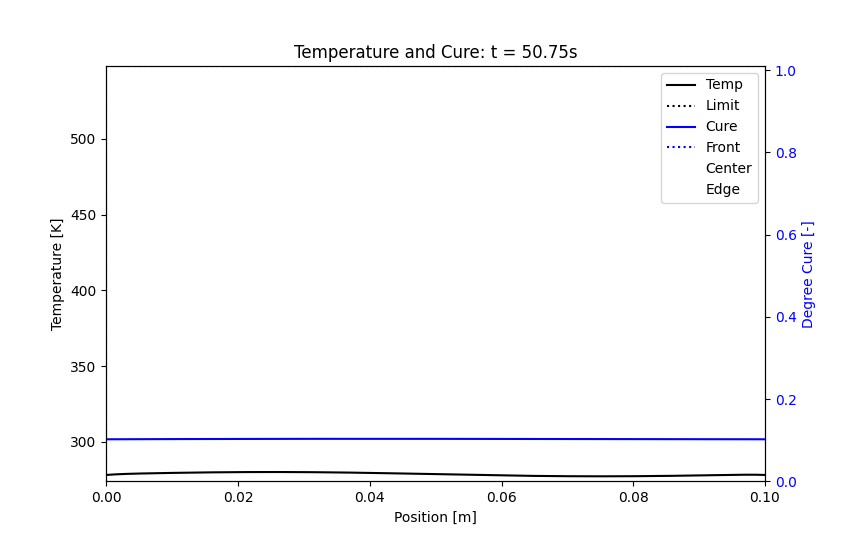 Temperature and Cure: t = 50.75s
Temp
Limit
Cure
Front
Center
Edge
Temperature [K]
500
450
400
350
300
1.0
0.8
0.6
0.4
0.2
0.0
Degree Cure [-]
0.00 0.02 0.04 0.06 0.08 0.10
Position [m]